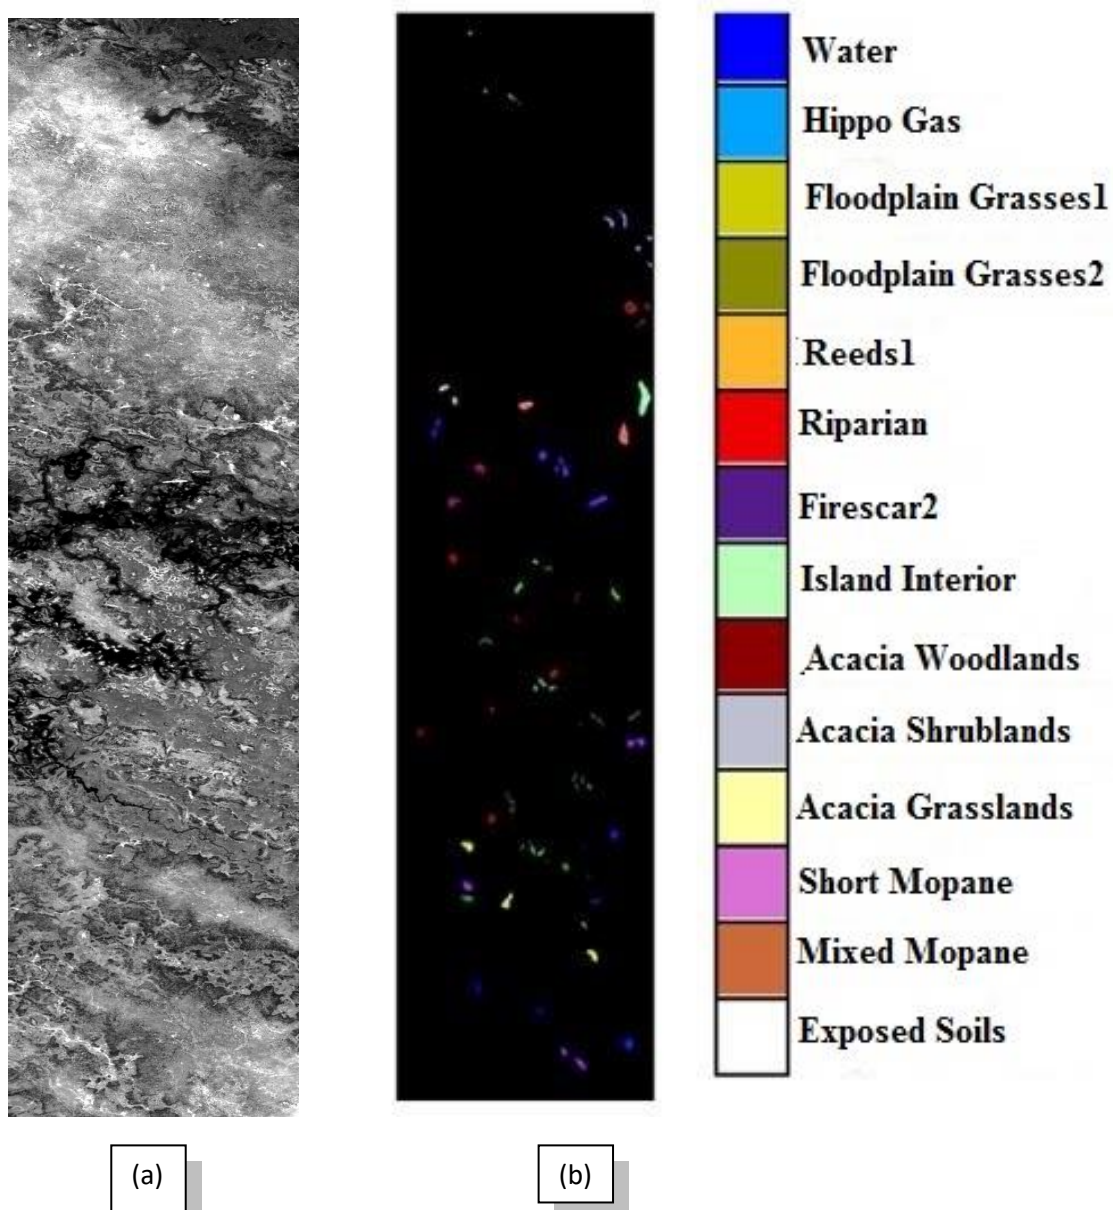 Water
Hippo Gas
Floodplain Grasses1
Floodplain Grasses2
Reeds1
Riparian
Firescar2
Island Interior
Acacia Woodlands
Acacia Shrublands
Acacia Grasslands
Short Mopane
Mixed Mopane
Exposed Soils
(a)
(b)